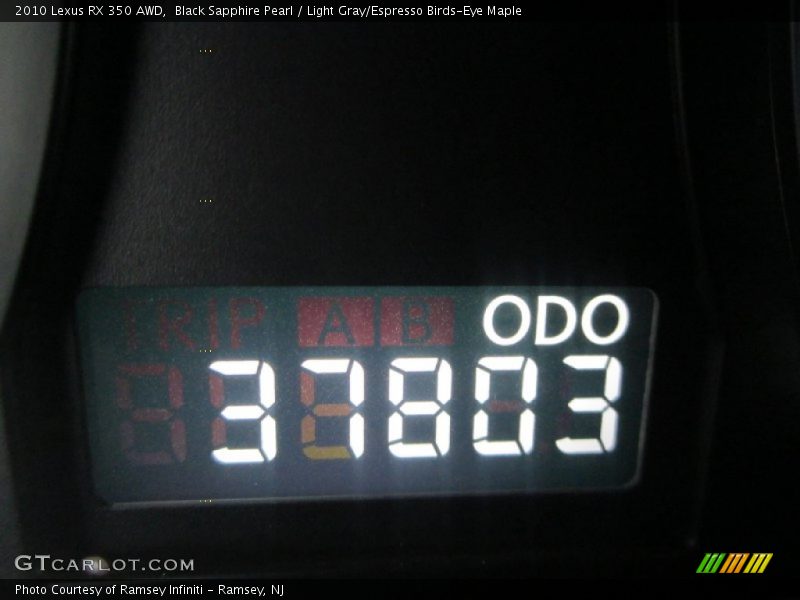 2010 Lexus RX 350 AWD,  Black Sapphire Pearl / Light Gray/Espresso Birds-Eye Maple
TRIP A B ODO
37803
GTCARLOT.COM
Photo Courtesy of Ramsey Infiniti - Ramsey, NJ